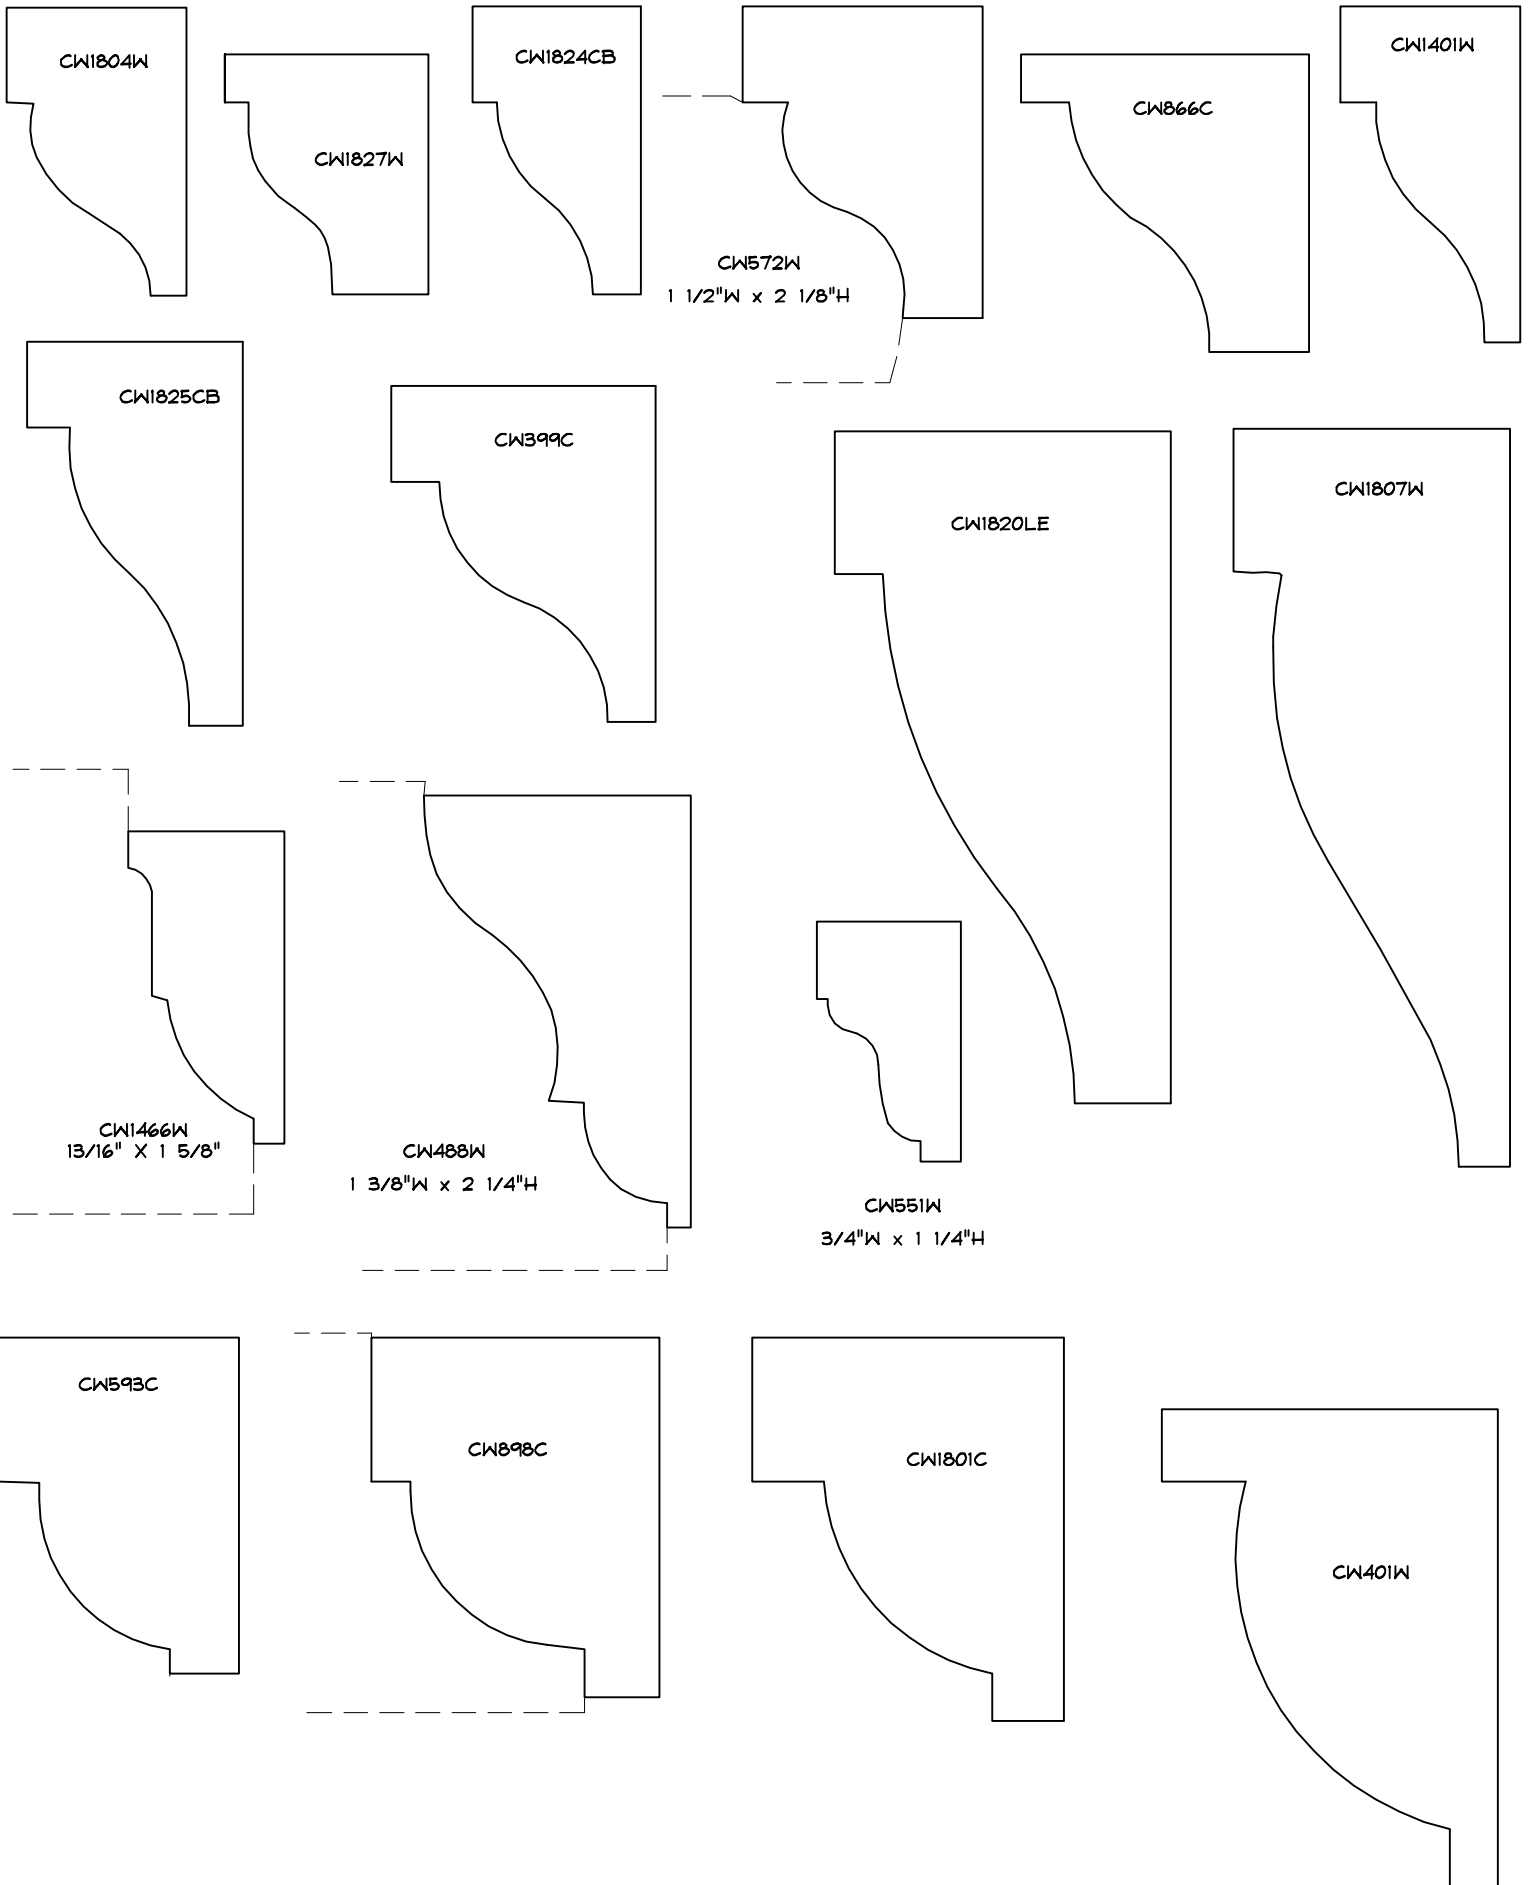 CW1804W
CW1827W
CW1824CB
CW572W
1 1/2"W x 2 1/8"H
CW866C
CW1401W
CW1825CB
CW399C
CW1820LE
CW1807W
CW1466W
13/16" X 1 5/8"
CW488W
1 3/8"W x 2 1/4"H
CW551W
3/4"W x 1 1/4"H
CW593C
CW898C
CW1801C
CW401W